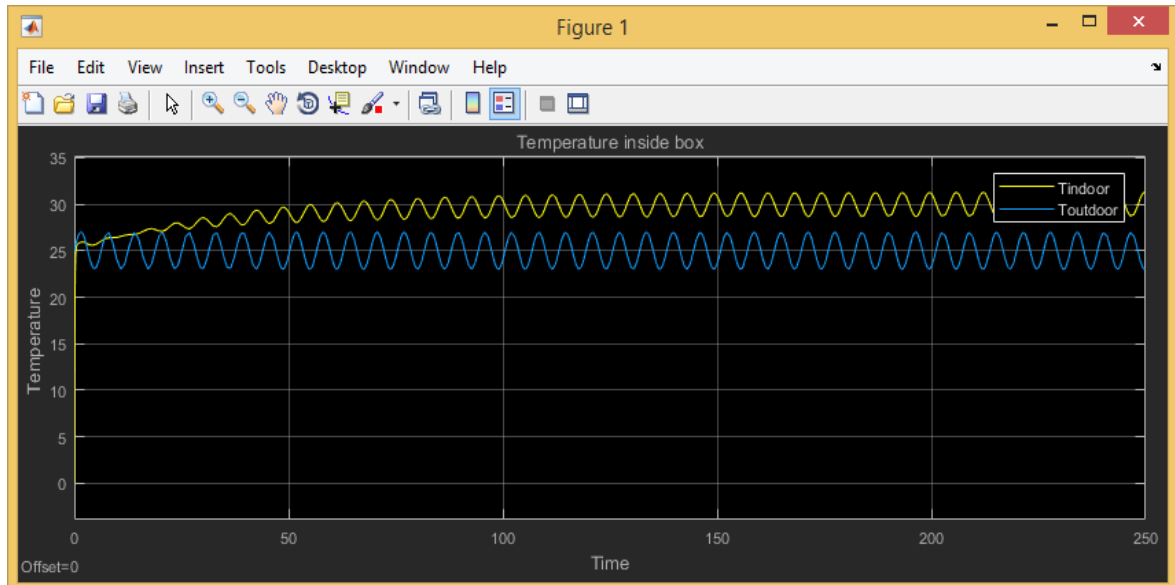 Figure 1
File Edit View Insert Tools Desktop Window Help
Temperature inside box
35
30
25
20
15
10
5
0
Temperature
Tindoor
Toutdoor
0 50 100 150 200 250
Time
Offset=0